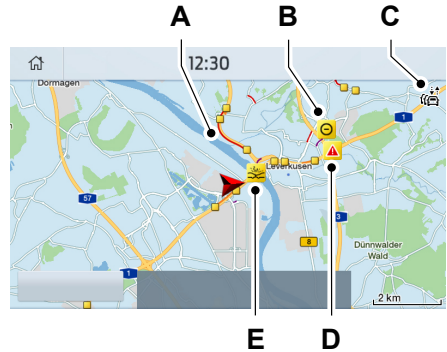 A B C
12:30
Dormagen
1
Leverkusen
57
3
8
Dünnwalder
Wald
1
2 km
E D